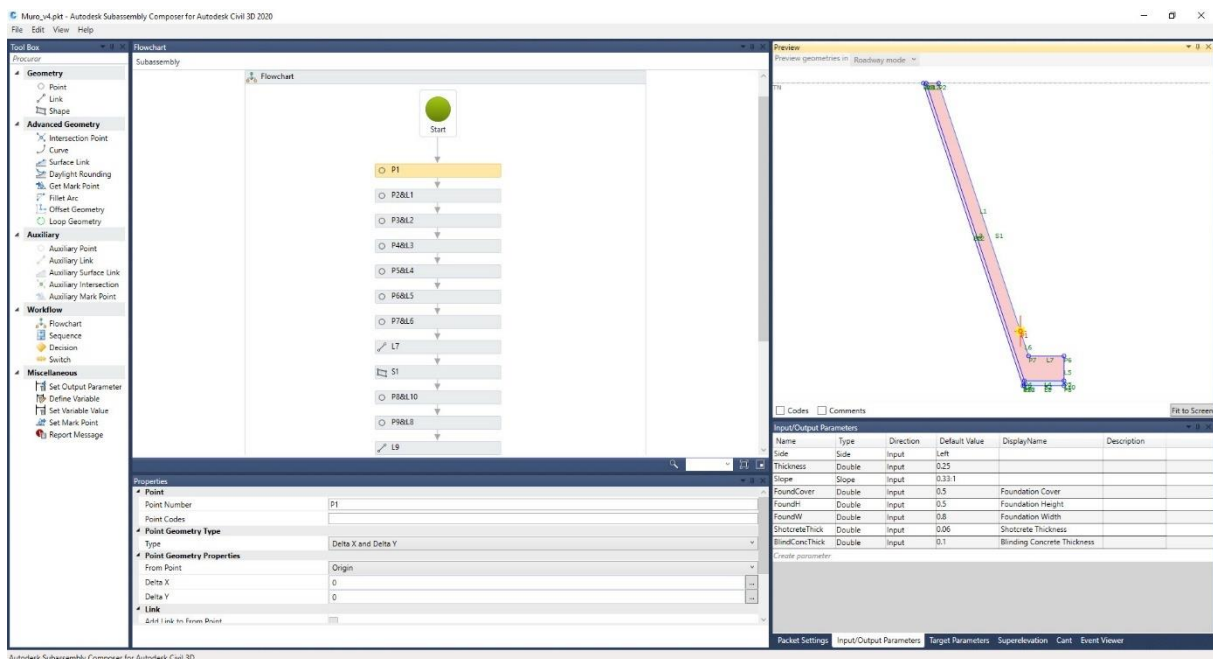 Muro_v4.pkt - Autodesk Subassembly Composer for Autodesk Civil 3D 2020
File Edit View Help
Tool Box
Procurar
Geometry
Point
Link
Shape
Advanced Geometry
Intersection Point
Curve
Surface Link
Daylight Rounding
Get Mark Point
Fillet Arc
Offset Geometry
Loop Geometry
Auxiliary
Auxiliary Point
Auxiliary Link
Auxiliary Surface Link
Auxiliary Intersection
Auxiliary Mark Point
Workflow
Flowchart
Sequence
Decision
Switch
Miscellaneous
Set Output Parameter
Define Variable
Set Variable Value
Set Mark Point
Report Message
Flowchart
Subassembly
Flowchart
Start
P1
P2&L1
P3&L2
P4&L3
P5&L4
P6&L5
P7&L6
L7
S1
P8&L10
P9&L8
L9
Properties
Point
Point Number P1
Point Codes
Point Geometry Type
Type Delta X and Delta Y
Point Geometry Properties
From Point Origin
Delta X 0
Delta Y 0
Link
Add Link to From Point
Preview
Preview geometries in Roadway mode
TN
L1
S1
P1
L6
P7 L7 P6
L5
Codes Comments Fit to Screen
Input/Output Parameters
Name Type Direction Default Value DisplayName Description
Side Side Input Left
Thickness Double Input 0.25
Slope Slope Input 0.33:1
FoundCover Double Input 0.5 Foundation Cover
FoundH Double Input 0.5 Foundation Height
FoundW Double Input 0.8 Foundation Width
ShotcreteThick Double Input 0.06 Shotcrete Thickness
BlindConcThick Double Input 0.1 Blinding Concrete Thickness
Create parameter
Packet Settings Input/Output Parameters Target Parameters Superelevation Cant Event Viewer
Autodesk Subassembly Composer for Autodesk Civil 3D